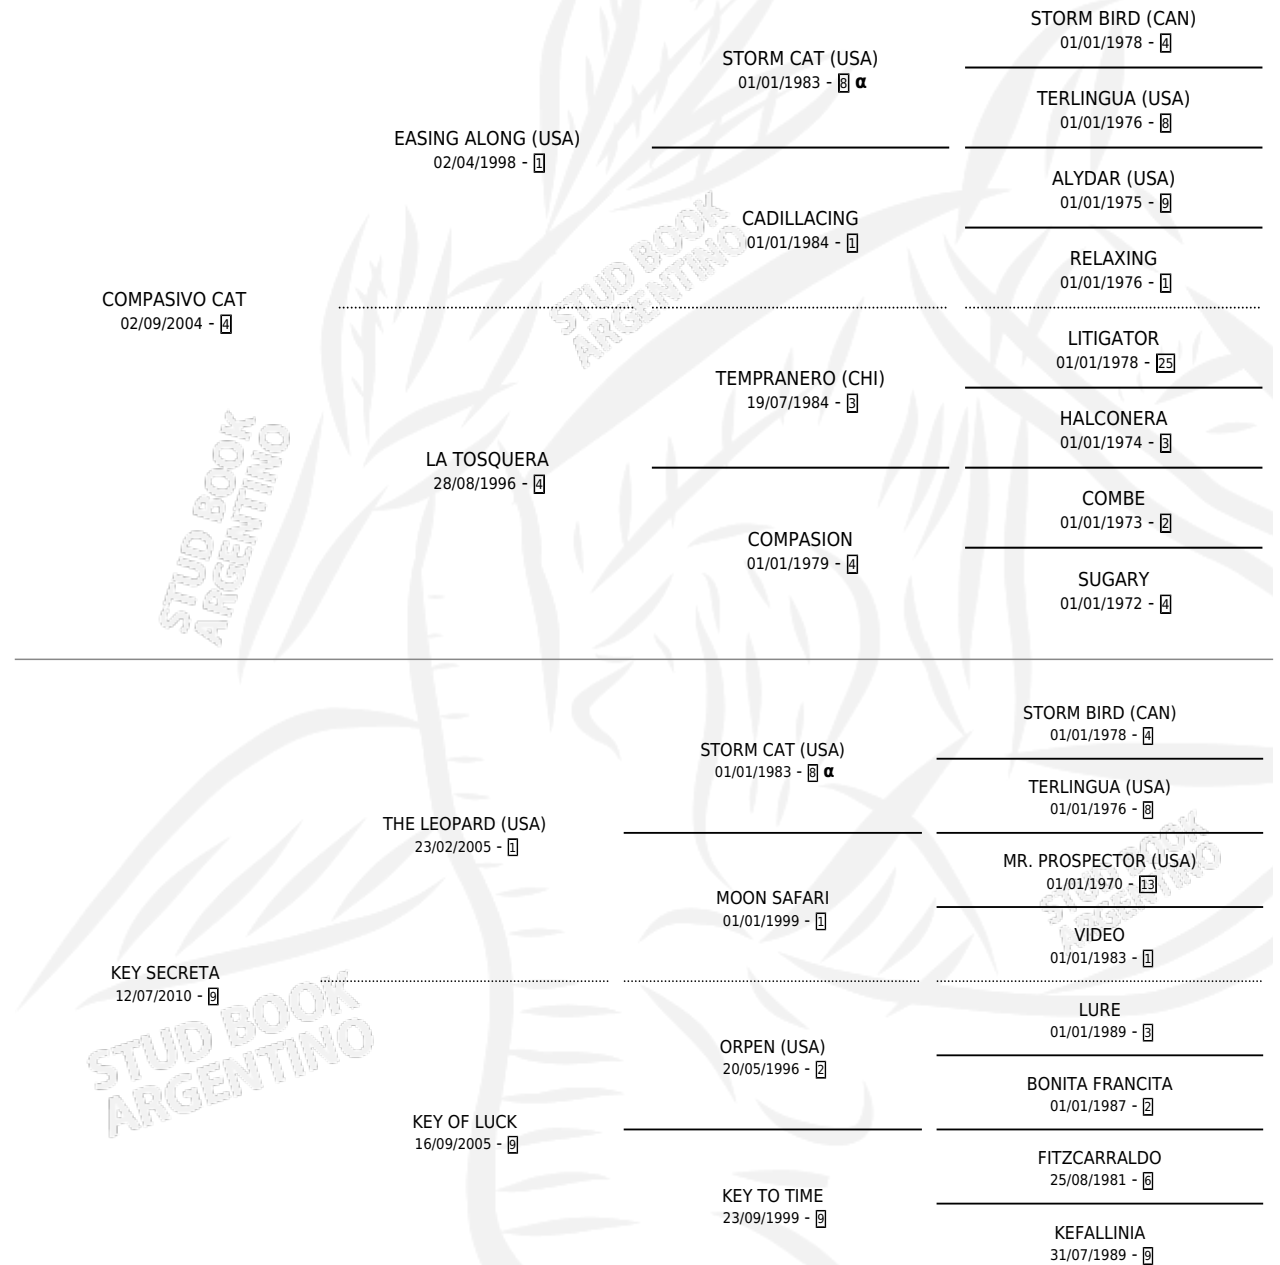 STORM BIRD (CAN)
01/01/1978 - 4
STORM CAT (USA)
01/01/1983 - 8 α
TERLINGUA (USA)
01/01/1976 - 8
EASING ALONG (USA)
02/04/1998 - 1
ALYDAR (USA)
01/01/1975 - 9
CADILLACING
01/01/1984 - 1
RELAXING
01/01/1976 - 1
COMPASIVO CAT
02/09/2004 - 4
LITIGATOR
01/01/1978 - 25
TEMPRANERO (CHI)
19/07/1984 - 3
HALCONERA
01/01/1974 - 3
LA TOSQUERA
28/08/1996 - 4
COMBE
01/01/1973 - 2
COMPASION
01/01/1979 - 4
SUGARY
01/01/1972 - 4
STUD BOOK
ARGENTINO
STUD BOOK
ARGENTINO
STORM BIRD (CAN)
01/01/1978 - 4
STORM CAT (USA)
01/01/1983 - 8 α
TERLINGUA (USA)
01/01/1976 - 8
THE LEOPARD (USA)
23/02/2005 - 1
MR. PROSPECTOR (USA)
01/01/1970 - 13
MOON SAFARI
01/01/1999 - 1
VIDEO
01/01/1983 - 1
KEY SECRETA
12/07/2010 - 9
LURE
01/01/1989 - 3
ORPEN (USA)
20/05/1996 - 2
BONITA FRANCITA
01/01/1987 - 2
KEY OF LUCK
16/09/2005 - 9
FITZCARRALDO
25/08/1981 - 6
KEY TO TIME
23/09/1999 - 9
KEFALLINIA
31/07/1989 - 9
STUD BOOK
ARGENTINO
STUD BOOK
ARGENTINO